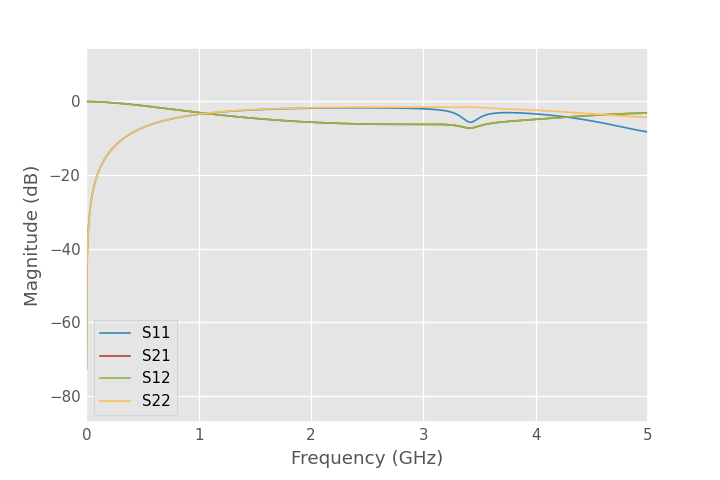 0
−20
−40
−60
−80
Magnitude (dB)
S11
S21
S12
S22
0 1 2 3 4 5
Frequency (GHz)